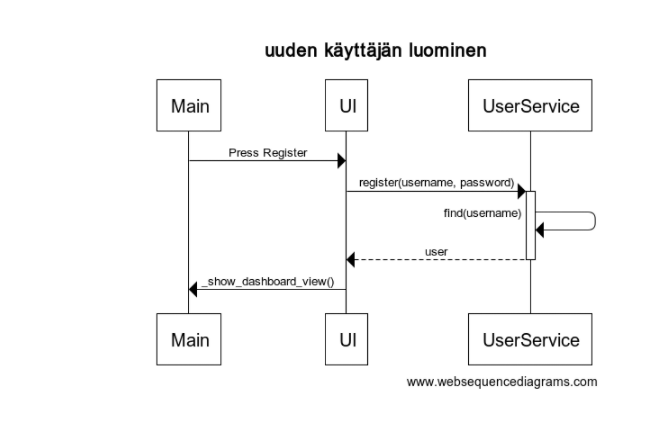 uuden käyttäjän luominen
Main
UI
UserService
Press Register
register(username, password)
find(username)
user
_show_dashboard_view()
Main
UI
UserService
www.websequencediagrams.com